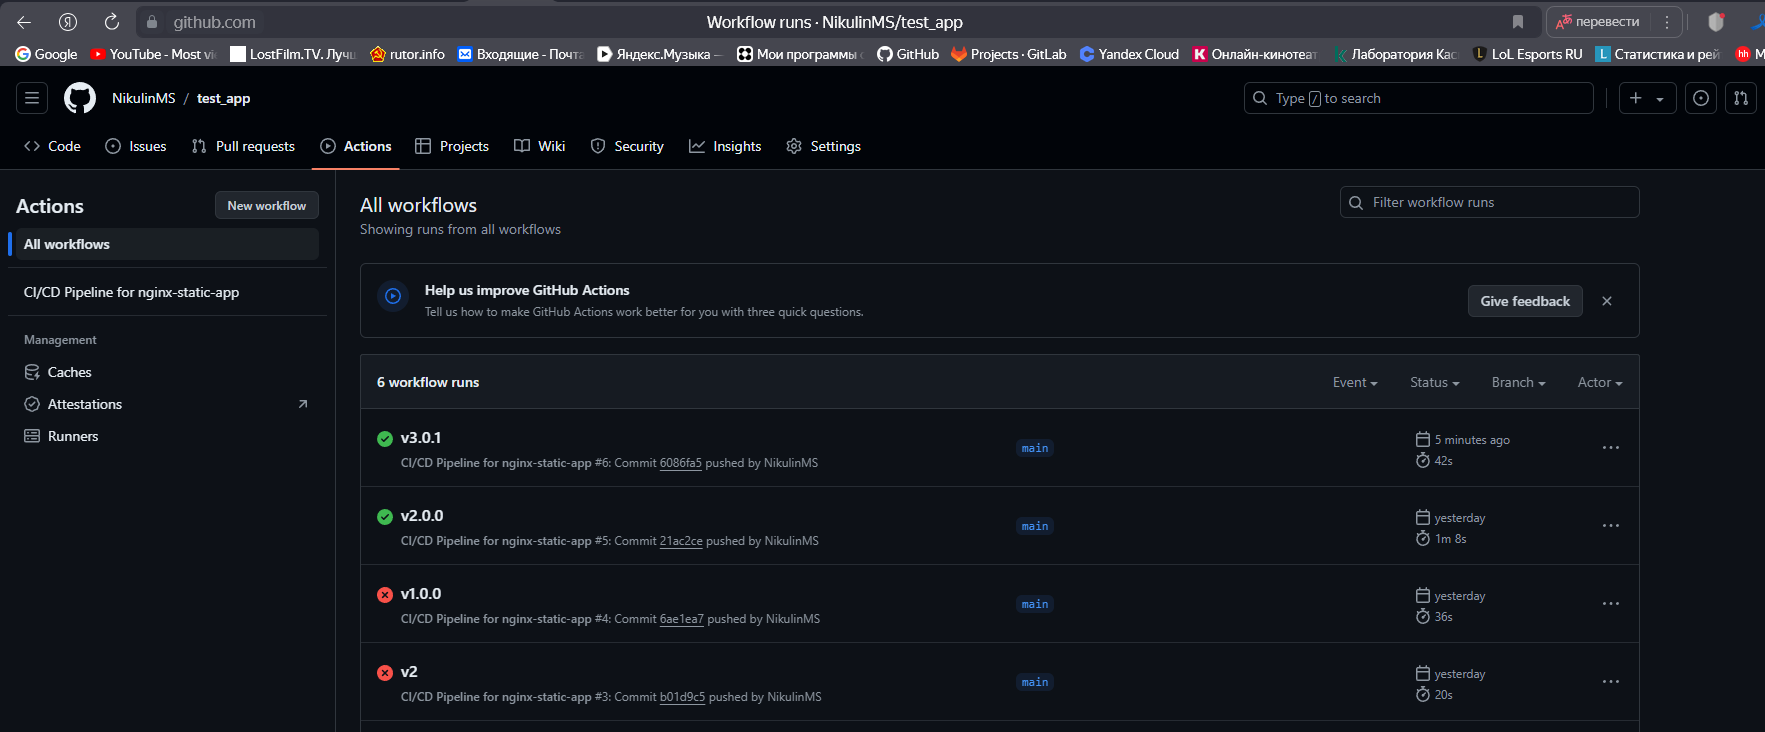 github.com
Workflow runs · NikulinMS/test_app
перевести
Google
YouTube - Most vi
LostFilm.TV. Лучш
rutor.info
Входящие - Почта
Яндекс.Музыка —
Мои программы
GitHub
Projects · GitLab
Yandex Cloud
Онлайн-кинотеат
Лаборатория Кас
LoL Esports RU
Статистика и рей
hh
NikulinMS / test_app
Type / to search
Code
Issues
Pull requests
Actions
Projects
Wiki
Security
Insights
Settings
Actions
New workflow
All workflows
CI/CD Pipeline for nginx-static-app
Management
Caches
Attestations
Runners
All workflows
Showing runs from all workflows
Filter workflow runs
Help us improve GitHub Actions
Tell us how to make GitHub Actions work better for you with three quick questions.
Give feedback
6 workflow runs
Event
Status
Branch
Actor
v3.0.1
CI/CD Pipeline for nginx-static-app #6: Commit 6086fa5 pushed by NikulinMS
main
5 minutes ago
42s
v2.0.0
CI/CD Pipeline for nginx-static-app #5: Commit 21ac2ce pushed by NikulinMS
main
yesterday
1m 8s
v1.0.0
CI/CD Pipeline for nginx-static-app #4: Commit 6ae1ea7 pushed by NikulinMS
main
yesterday
36s
v2
CI/CD Pipeline for nginx-static-app #3: Commit b01d9c5 pushed by NikulinMS
main
yesterday
20s